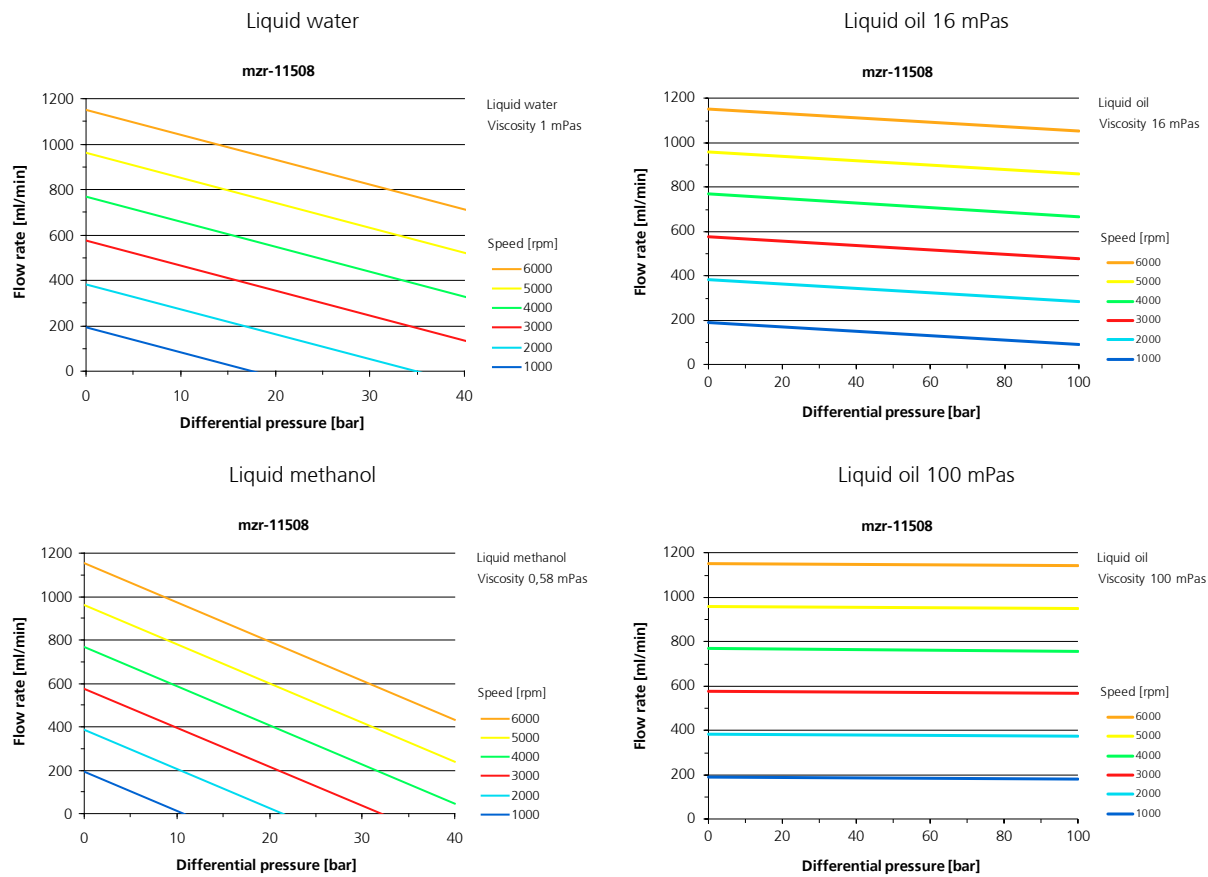 Liquid water
mzr-11508
Liquid water
Viscosity 1 mPas
Flow rate [ml/min]
1200
1000
800
600
400
200
0
0 10 20 30 40
Differential pressure [bar]
Speed [rpm]
6000
5000
4000
3000
2000
1000
Liquid oil 16 mPas
mzr-11508
Liquid oil
Viscosity 16 mPas
Flow rate [ml/min]
1200
1000
800
600
400
200
0
0 20 40 60 80 100
Differential pressure [bar]
Speed [rpm]
6000
5000
4000
3000
2000
1000
Liquid methanol
mzr-11508
Liquid methanol
Viscosity 0,58 mPas
Flow rate [ml/min]
1200
1000
800
600
400
200
0
0 10 20 30 40
Differential pressure [bar]
Speed [rpm]
6000
5000
4000
3000
2000
1000
Liquid oil 100 mPas
mzr-11508
Liquid oil
Viscosity 100 mPas
Flow rate [ml/min]
1200
1000
800
600
400
200
0
0 20 40 60 80 100
Differential pressure [bar]
Speed [rpm]
6000
5000
4000
3000
2000
1000